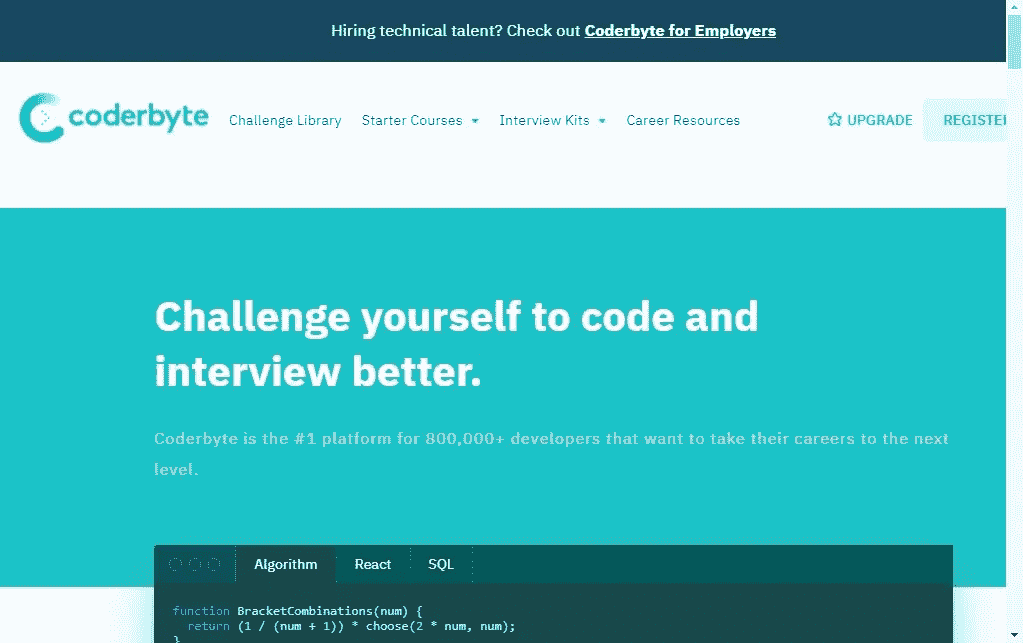 Hiring technical talent? Check out Coderbyte for Employers
coderbyte Challenge Library Starter Courses Interview Kits Career Resources UPGRADE REGISTE
Challenge yourself to code and
interview better.
Coderbyte is the #1 platform for 800,000+ developers that want to take their careers to the next
level.
Algorithm React SQL
function BracketCombinations(num) {
return (1 / (num + 1)) * choose(2 * num, num);
}